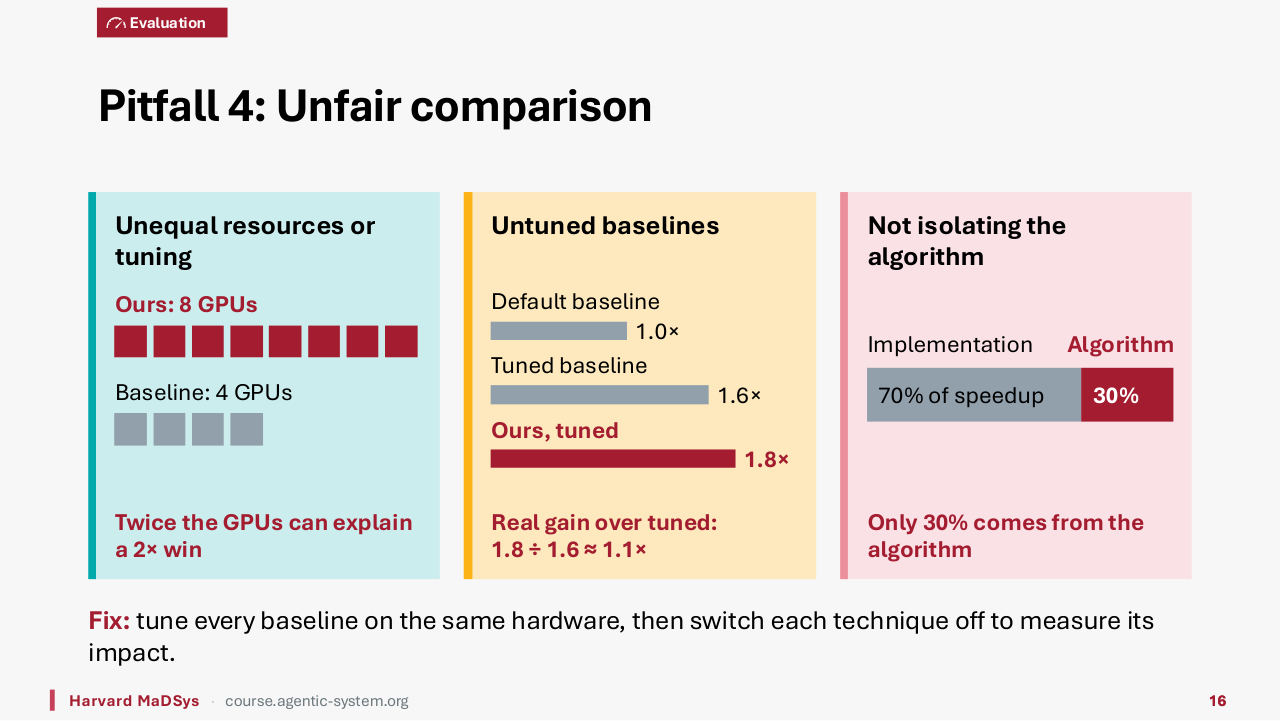 Evaluation
Pitfall 4: Unfair comparison
Unequal resources or
tuning
Ours: 8 GPUs
Baseline: 4 GPUs
Twice the GPUs can explain
a 2× win
Untuned baselines
Default baseline
1.0×
Tuned baseline
1.6×
Ours, tuned
1.8×
Real gain over tuned:
1.8 ÷ 1.6 ≈ 1.1×
Not isolating the
algorithm
Implementation Algorithm
70% of speedup 30%
Only 30% comes from the
algorithm
Fix: tune every baseline on the same hardware, then switch each technique off to measure its
impact.
Harvard MaDSys · course.agentic-system.org
16